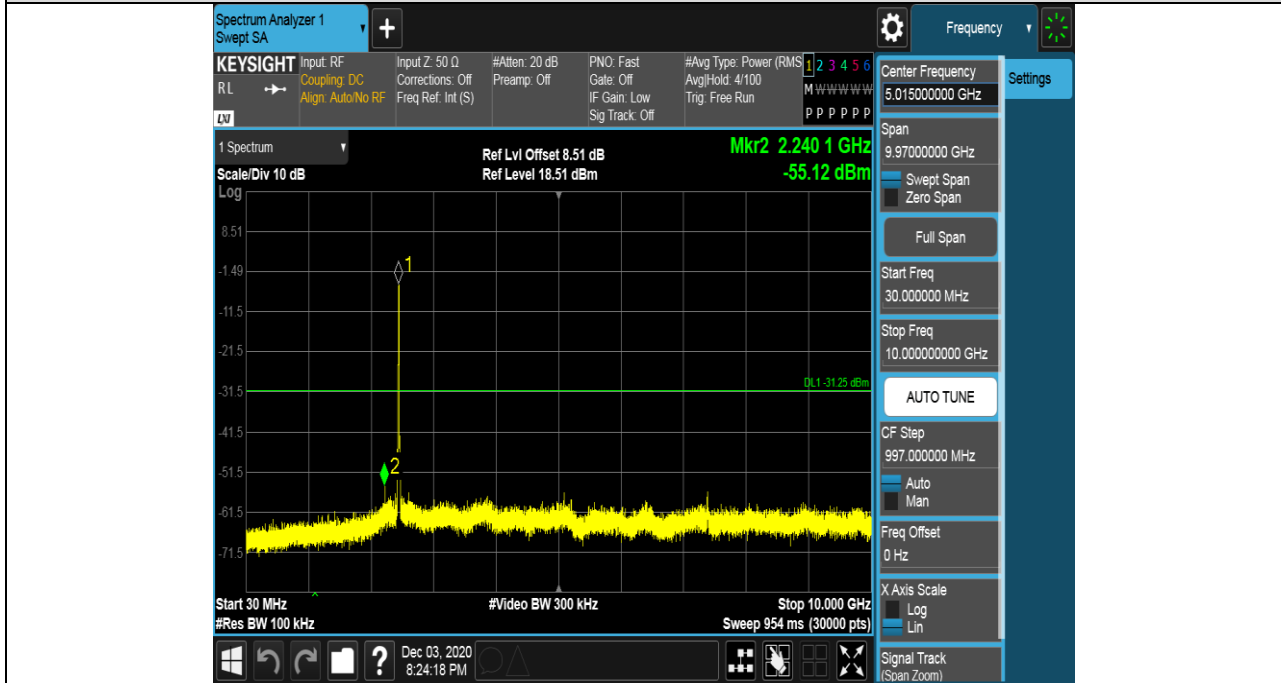 Spectrum Analyzer 1
Swept SA
Frequency
KEYSIGHT
RL
LXI
Input: RF
Coupling: DC
Align: Auto/No RF
Input Z: 50 Ω
Corrections: Off
Freq Ref: Int (S)
#Atten: 20 dB
Preamp: Off
PNO: Fast
Gate: Off
IF Gain: Low
Sig Track: Off
#Avg Type: Power (RMS
Avg|Hold: 4/100
Trig: Free Run
1 2 3 4 5 6
M W W W W W
P P P P P P
1 Spectrum
Scale/Div 10 dB
Ref Lvl Offset 8.51 dB
Ref Level 18.51 dBm
Mkr2 2.240 1 GHz
-55.12 dBm
Log
8.51
-1.49
-11.5
-21.5
-31.5
-41.5
-51.5
-61.5
-71.5
1
2
DL1 -31.25 dBm
Start 30 MHz
#Res BW 100 kHz
#Video BW 300 kHz
Stop 10.000 GHz
Sweep 954 ms (30000 pts)
?
Dec 03, 2020
8:24:18 PM
Center Frequency
5.015000000 GHz
Span
9.97000000 GHz
Swept Span
Zero Span
Full Span
Start Freq
30.000000 MHz
Stop Freq
10.000000000 GHz
AUTO TUNE
CF Step
997.000000 MHz
Auto
Man
Freq Offset
0 Hz
X Axis Scale
Log
Lin
Signal Track
(Span Zoom)
Settings